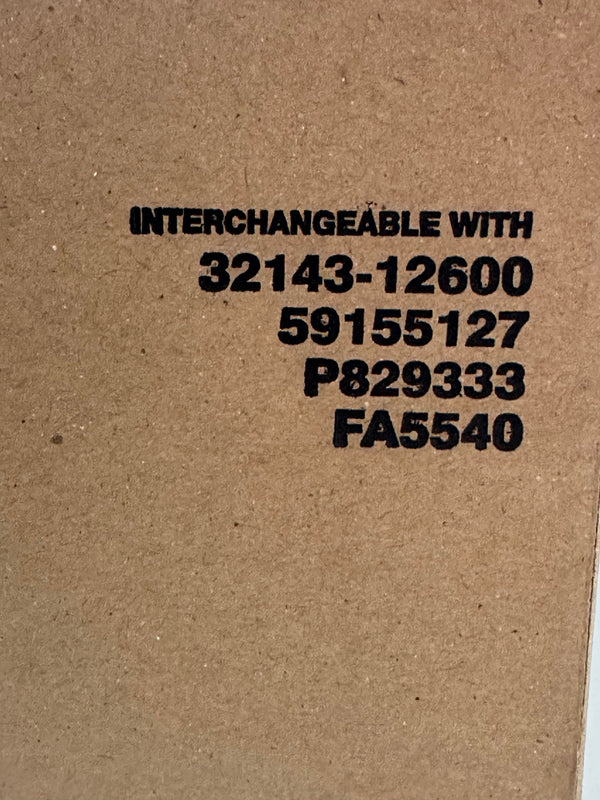 INTERCHANGEABLE WITH
32143-12600
59155127
P829333
FA5540